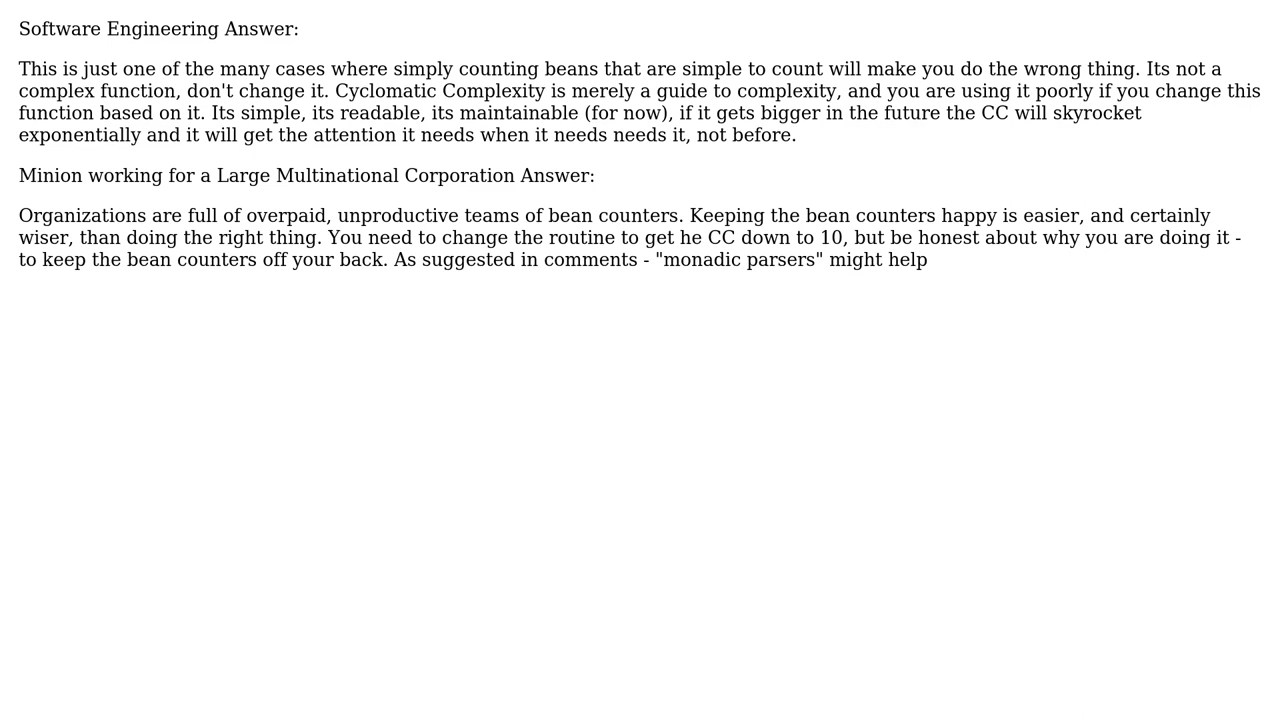 Software Engineering Answer:
This is just one of the many cases where simply counting beans that are simple to count will make you do the wrong thing. Its not a
complex function, don't change it. Cyclomatic Complexity is merely a guide to complexity, and you are using it poorly if you change this
function based on it. Its simple, its readable, its maintainable (for now), if it gets bigger in the future the CC will skyrocket
exponentially and it will get the attention it needs when it needs needs it, not before.
Minion working for a Large Multinational Corporation Answer:
Organizations are full of overpaid, unproductive teams of bean counters. Keeping the bean counters happy is easier, and certainly
wiser, than doing the right thing. You need to change the routine to get he CC down to 10, but be honest about why you are doing it -
to keep the bean counters off your back. As suggested in comments - "monadic parsers" might help